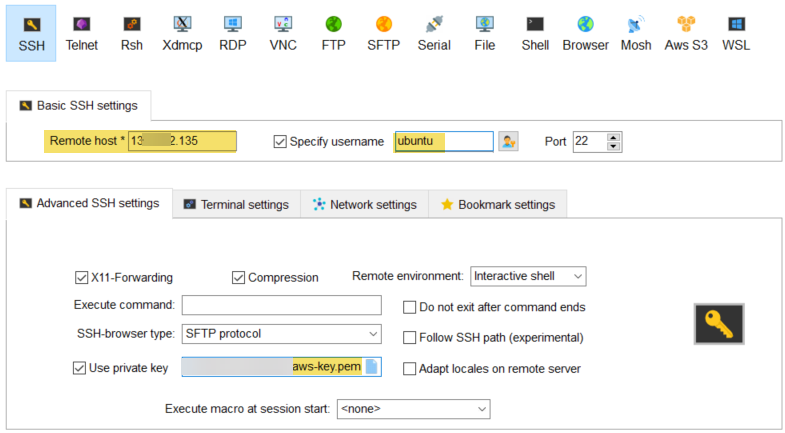 SSH Telnet Rsh Xdmcp RDP VNC FTP SFTP Serial File Shell Browser Mosh Aws S3 WSL
Basic SSH settings
Remote host * 13 2.135 Specify username ubuntu Port 22
Advanced SSH settings Terminal settings Network settings Bookmark settings
X11-Forwarding Compression Remote environment: Interactive shell
Execute command: Do not exit after command ends
SSH-browser type: SFTP protocol Follow SSH path (experimental)
Use private key aws-key.pem Adapt locales on remote server
Execute macro at session start: <none>